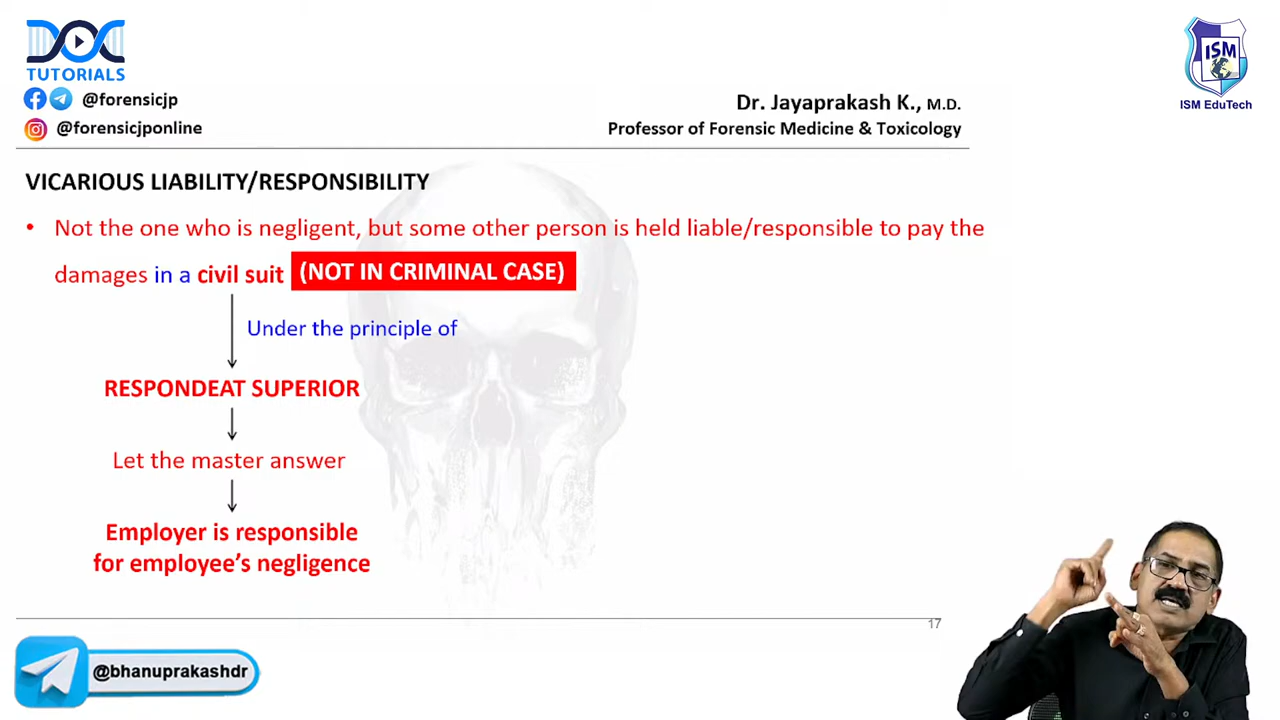 DOC
TUTORIALS
@forensicjp
@forensicjponline
Dr. Jayaprakash K., M.D.
Professor of Forensic Medicine & Toxicology
ISM
ISM EduTech
VICARIOUS LIABILITY/RESPONSIBILITY
• Not the one who is negligent, but some other person is held liable/responsible to pay the
damages in a civil suit (NOT IN CRIMINAL CASE)
Under the principle of
RESPONDEAT SUPERIOR
Let the master answer
Employer is responsible
for employee's negligence
17
@bhanuprakashdr